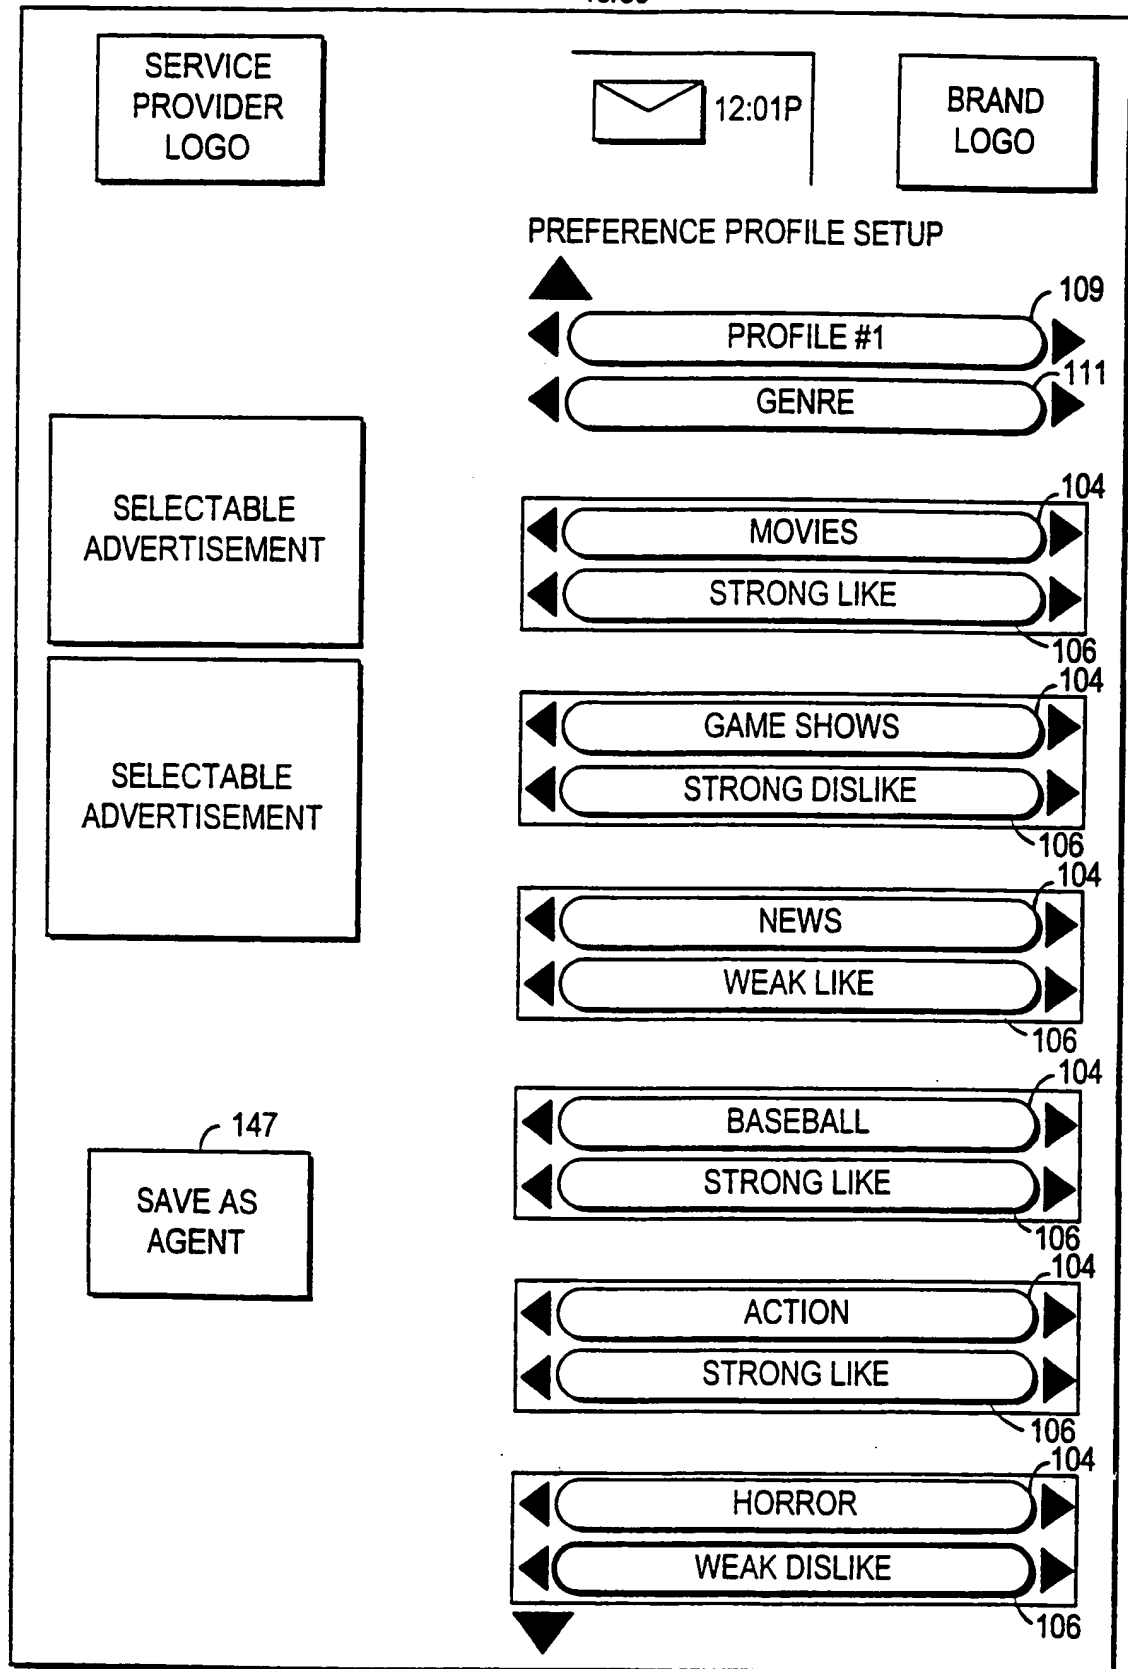 SERVICE
PROVIDER
LOGO
12:01P
BRAND
LOGO
PREFERENCE PROFILE SETUP
109
PROFILE #1
111
GENRE
SELECTABLE
ADVERTISEMENT
104
MOVIES
STRONG LIKE
106
SELECTABLE
ADVERTISEMENT
104
GAME SHOWS
STRONG DISLIKE
106
104
NEWS
WEAK LIKE
106
147
SAVE AS
AGENT
104
BASEBALL
STRONG LIKE
106
104
ACTION
STRONG LIKE
106
104
HORROR
WEAK DISLIKE
106